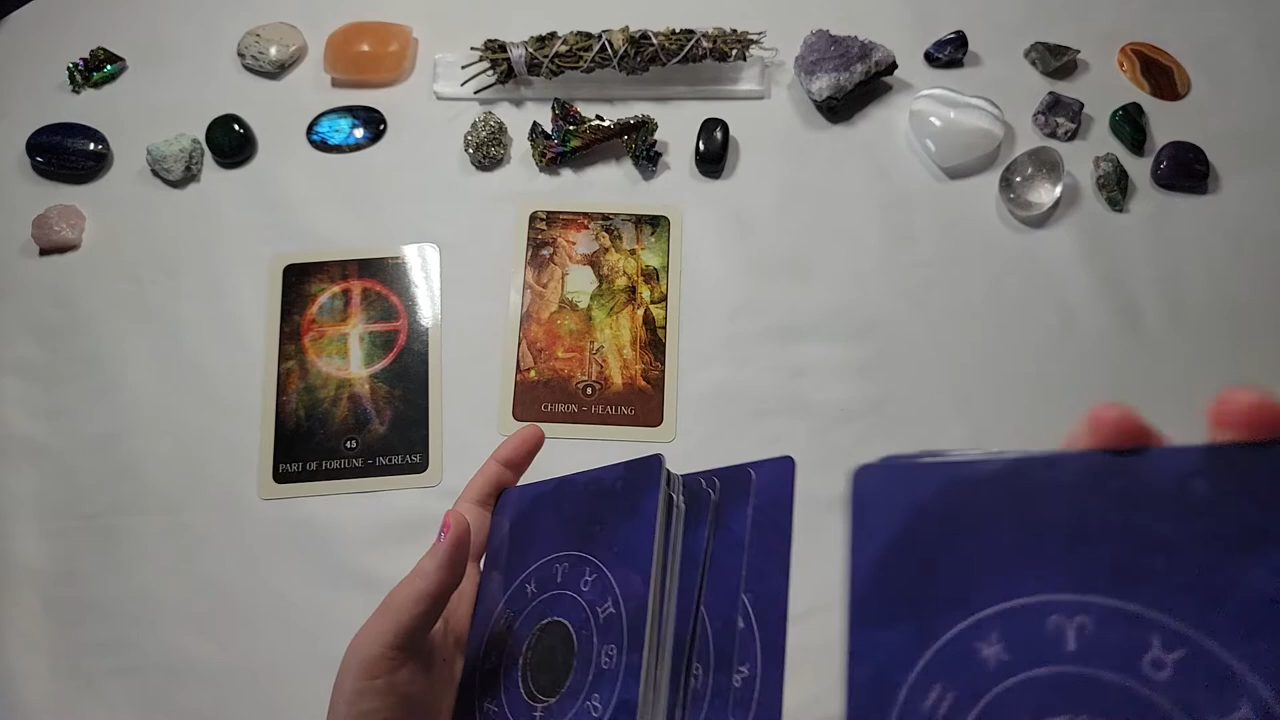 45
PART OF FORTUNE ~ INCREASE
8
CHIRON ~ HEALING